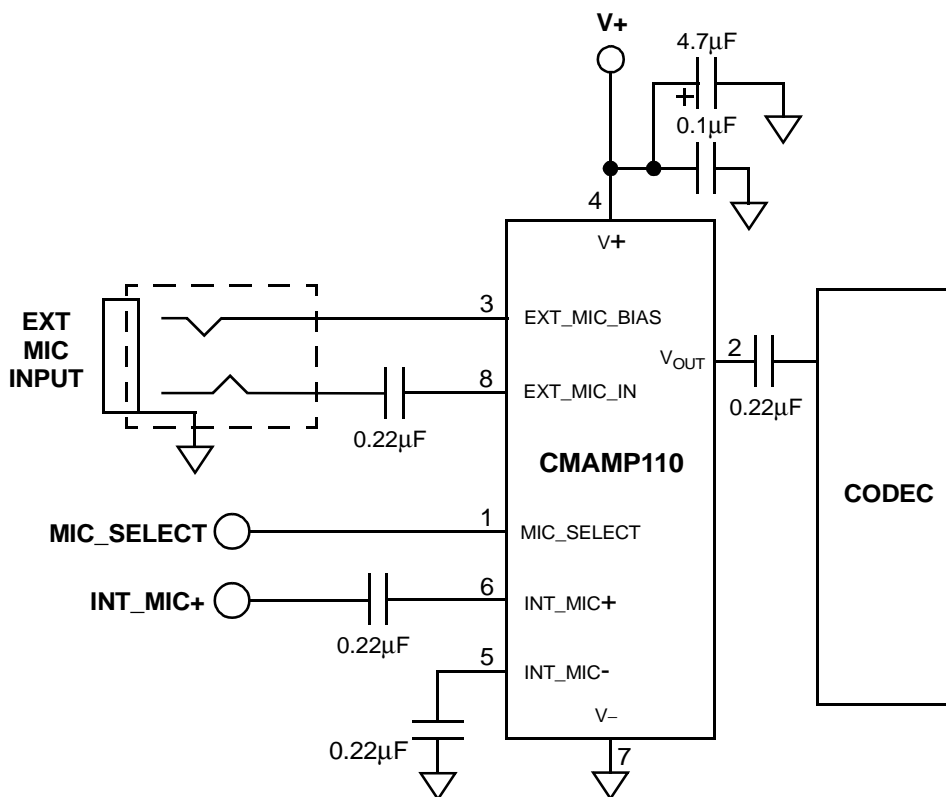 V+
4.7μF
+
0.1μF
4
V+
EXT
MIC
INPUT
3
EXT_MIC_BIAS
8
EXT_MIC_IN
0.22μF
VOUT
2
0.22μF
CMAMP110
CODEC
MIC_SELECT
1
MIC_SELECT
INT_MIC+
6
INT_MIC+
0.22μF
5
INT_MIC-
0.22μF
V–
7